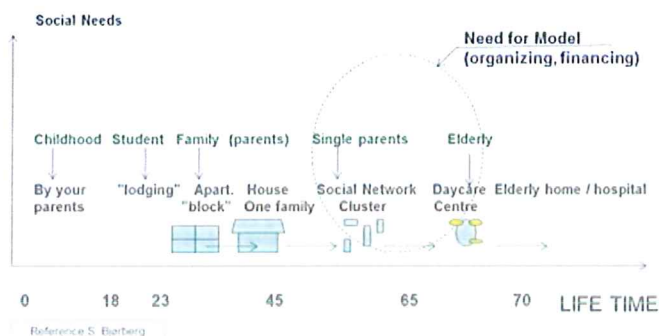 Social Needs
Need for Model
(organizing, financing)
Childhood Student Family (parents) Single parents Elderly
By your parents
"lodging"
Apart. "block"
House One family
Social Network Cluster
Daycare Centre
Elderly home / hospital
0 18 23 45 65 70 LIFE TIME
Reference S. Bjørberg